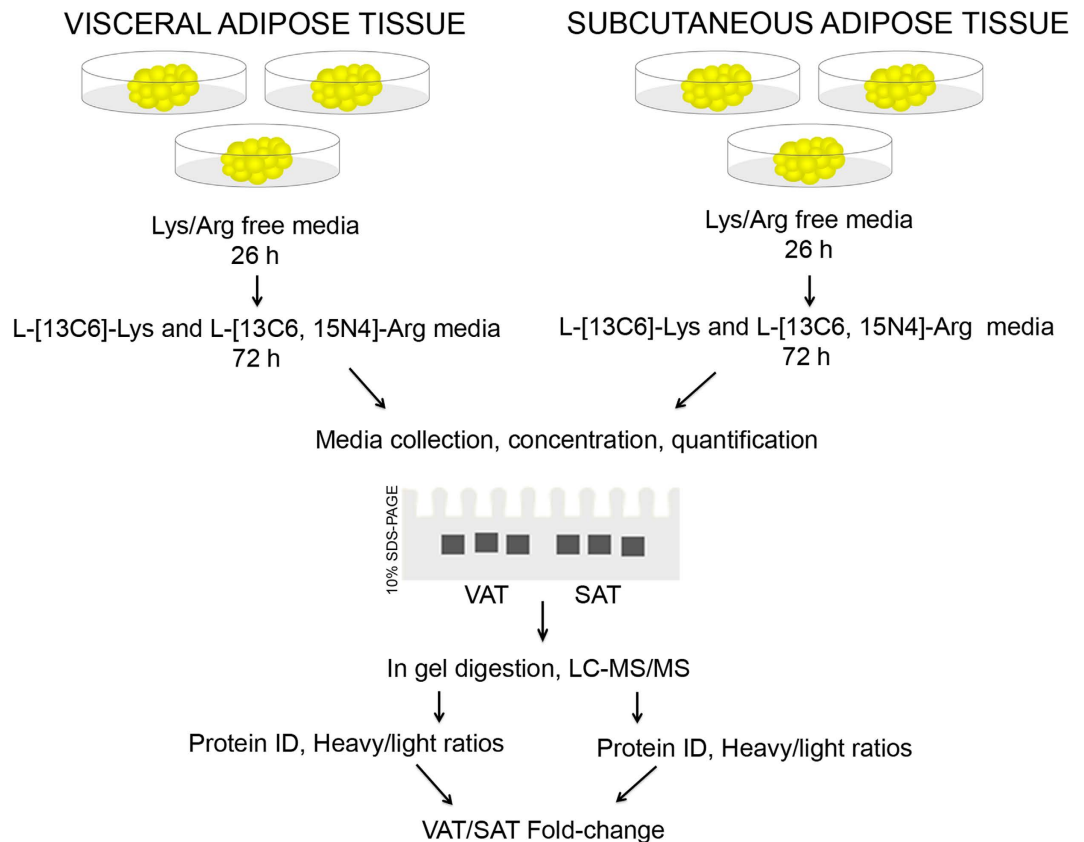 VISCERAL ADIPOSE TISSUE
SUBCUTANEOUS ADIPOSE TISSUE
Lys/Arg free media
26 h
Lys/Arg free media
26 h
L-[13C6]-Lys and L-[13C6, 15N4]-Arg media
72 h
L-[13C6]-Lys and L-[13C6, 15N4]-Arg media
72 h
Media collection, concentration, quantification
10% SDS-PAGE
VAT
SAT
In gel digestion, LC-MS/MS
Protein ID, Heavy/light ratios
Protein ID, Heavy/light ratios
VAT/SAT Fold-change